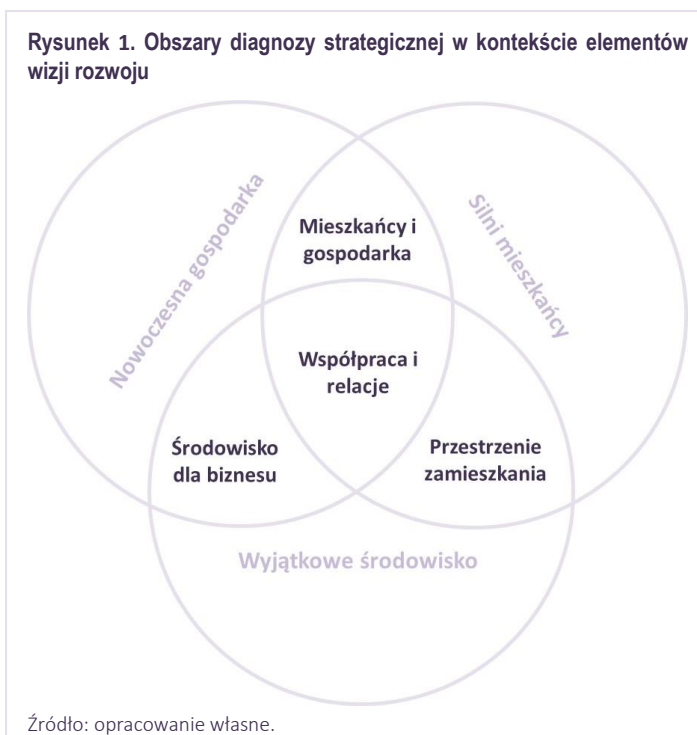 Rysunek 1. Obszary diagnozy strategicznej w kontekście elementów
wizji rozwoju
Nowoczesna gospodarka
Silni mieszkańcy
Mieszkańcy i
gospodarka
Współpraca i
relacje
Środowisko
dla biznesu
Przestrzenie
zamieszkania
Wyjątkowe środowisko
Źródło: opracowanie własne.